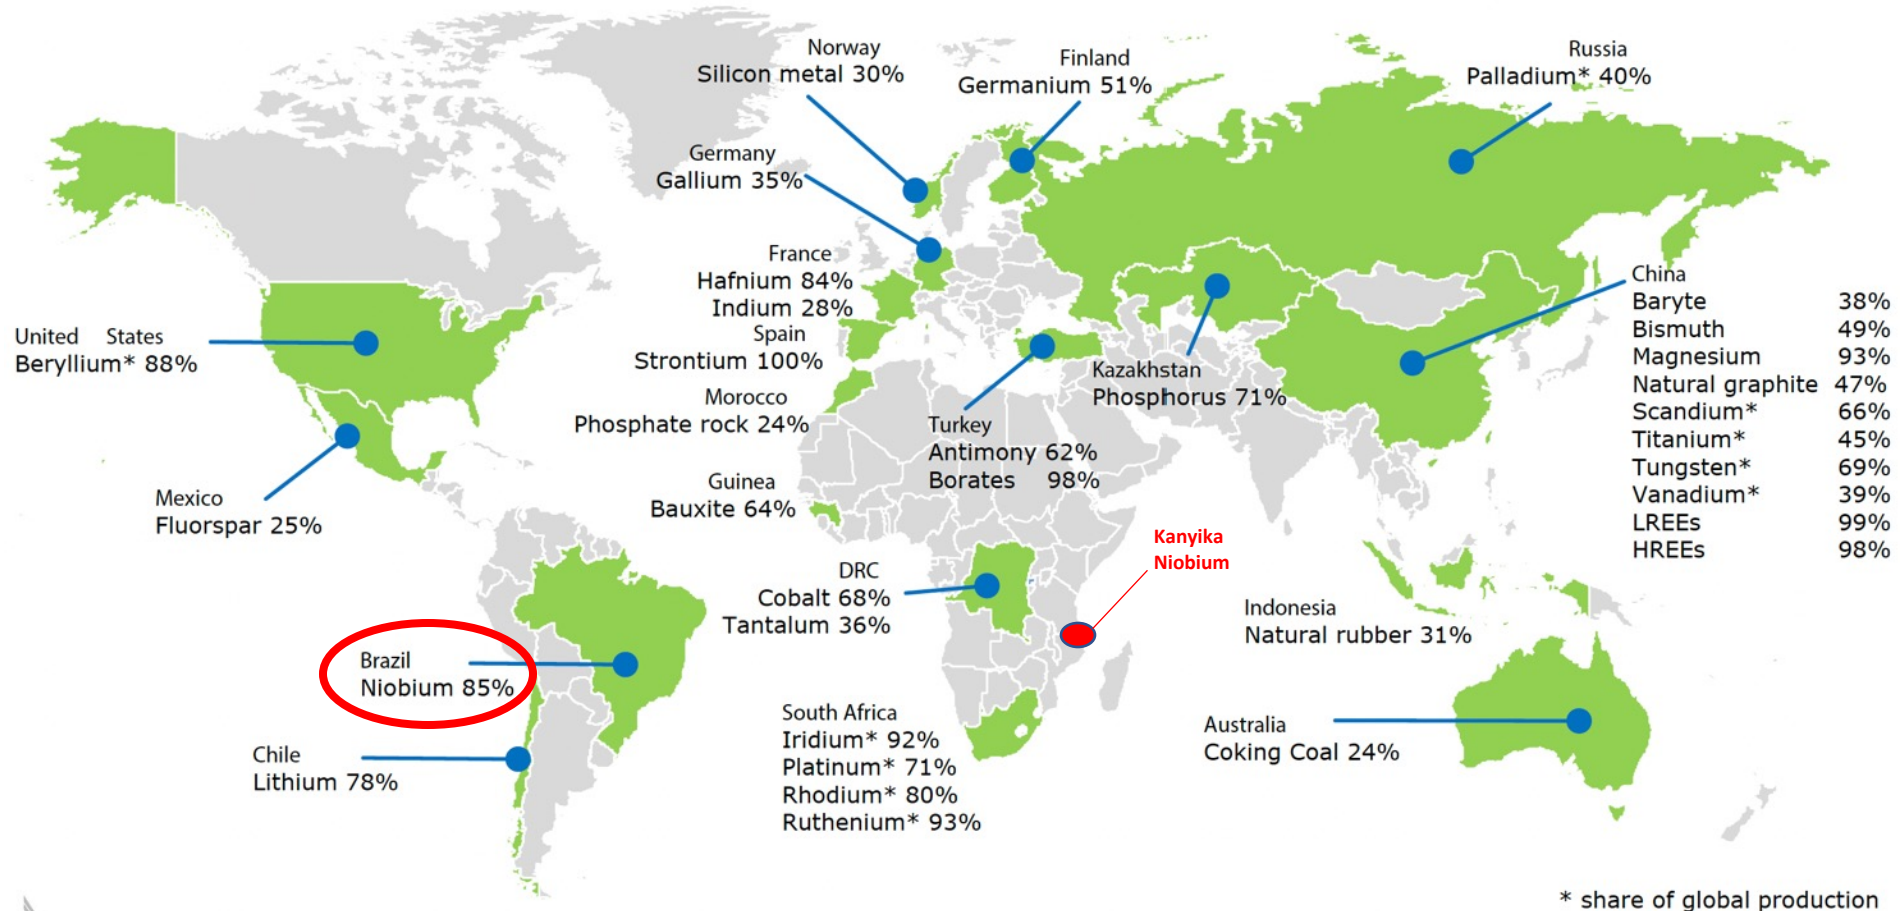 Norway
Silicon metal 30%
Finland
Germanium 51%
Russia
Palladium* 40%
Germany
Gallium 35%
France
Hafnium 84%
Indium 28%
Spain
Strontium 100%
Morocco
Phosphate rock 24%
Guinea
Bauxite 64%
United States
Beryllium* 88%
Mexico
Fluorspar 25%
Turkey
Antimony 62%
Borates 98%
Kazakhstan
Phosphorus 71%
China
Baryte 38%
Bismuth 49%
Magnesium 93%
Natural graphite 47%
Scandium* 66%
Titanium* 45%
Tungsten* 69%
Vanadium* 39%
LREEs 99%
HREEs 98%
Kanyika
Niobium
DRC
Cobalt 68%
Tantalum 36%
Indonesia
Natural rubber 31%
Brazil
Niobium 85%
Chile
Lithium 78%
South Africa
Iridium* 92%
Platinum* 71%
Rhodium* 80%
Ruthenium* 93%
Australia
Coking Coal 24%
* share of global production